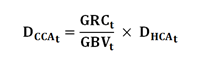 D_CCA_t = GRC_t / GBV_t × D_HCA_t